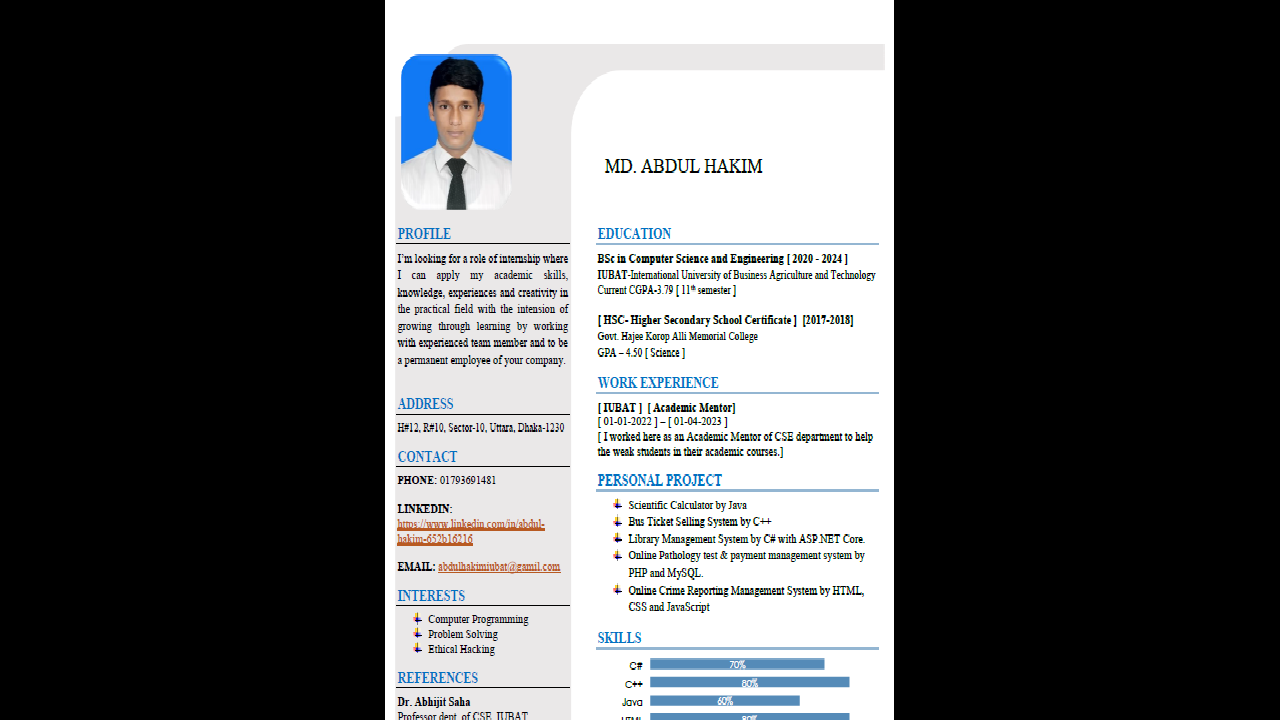 MD. ABDUL HAKIM
PROFILE
I'm looking for a role of internship where
I can apply my academic skills,
knowledge, experiences and creativity in
the practical field with the intension of
growing through learning by working
with experienced team member and to be
a permanent employee of your company.
ADDRESS
H#12, R#10, Sector-10, Uttara, Dhaka-1230
CONTACT
PHONE: 01793691481
LINKEDIN:
https://www.linkedin.com/in/abdul-
hakim-652b16216
EMAIL: abdulhakimiubat@gamil.com
INTERESTS
Computer Programming
Problem Solving
Ethical Hacking
REFERENCES
Dr. Abhijit Saha
Professor dept. of CSE, IUBAT
EDUCATION
BSc in Computer Science and Engineering [ 2020 - 2024 ]
IUBAT-International University of Business Agriculture and Technology
Current CGPA-3.79 [ 11th semester ]
[ HSC- Higher Secondary School Certificate ] [2017-2018]
Govt. Hajee Korop Alli Memorial College
GPA – 4.50 [ Science ]
WORK EXPERIENCE
[ IUBAT ] [ Academic Mentor]
[ 01-01-2022 ] – [ 01-04-2023 ]
[ I worked here as an Academic Mentor of CSE department to help
the weak students in their academic courses.]
PERSONAL PROJECT
Scientific Calculator by Java
Bus Ticket Selling System by C++
Library Management System by C# with ASP.NET Core.
Online Pathology test & payment management system by
PHP and MySQL.
Online Crime Reporting Management System by HTML,
CSS and JavaScript
SKILLS
C# 70%
C++ 80%
Java 60%
HTML 80%